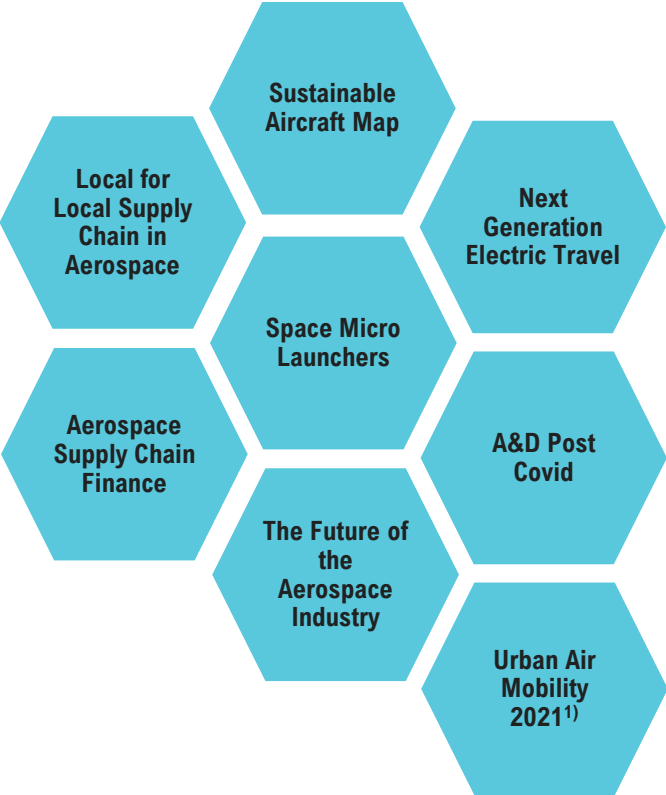 Sustainable
Aircraft Map
Local for
Local Supply
Chain in
Aerospace
Next
Generation
Electric Travel
Space Micro
Launchers
Aerospace
Supply Chain
Finance
A&D Post
Covid
The Future of
the
Aerospace
Industry
Urban Air
Mobility
2021¹⁾